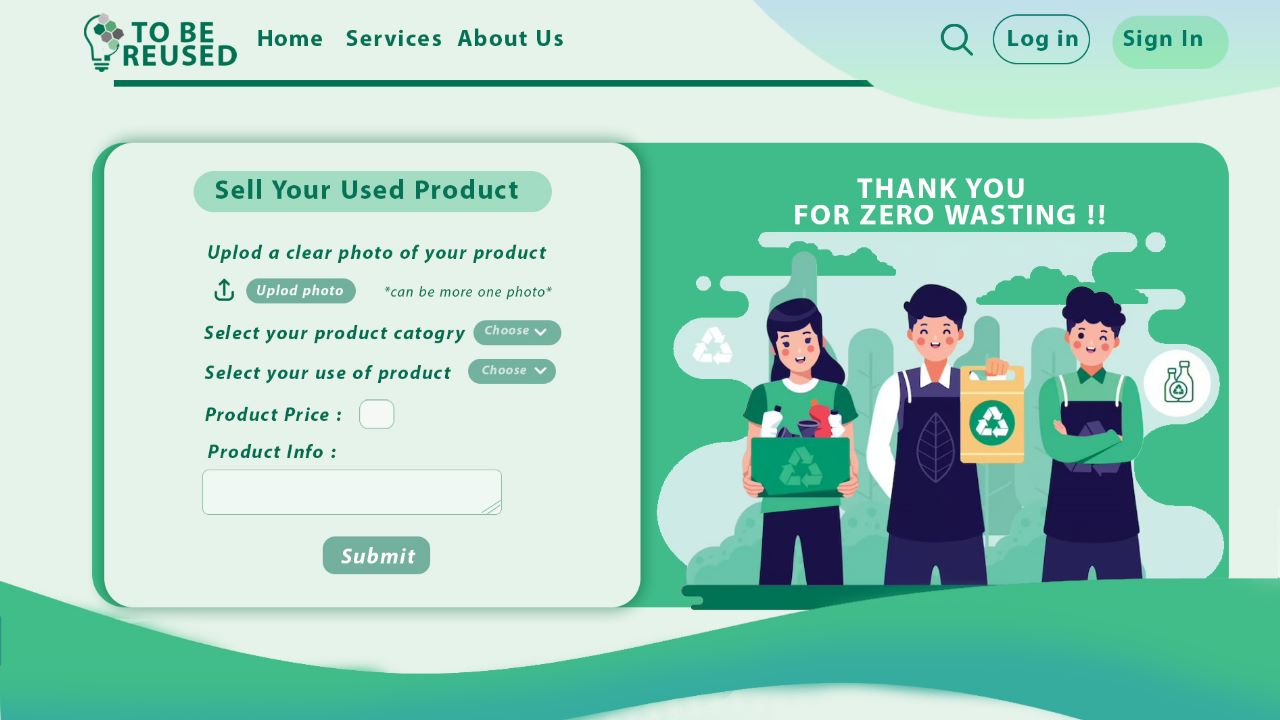 TO BE
REUSED
Home Services About Us
Log in
Sign In
Sell Your Used Product
Uplod a clear photo of your product
Uplod photo *can be more one photo*
Select your product catogry Choose
Select your use of product Choose
Product Price :
Product Info :
Submit
THANK YOU
FOR ZERO WASTING !!